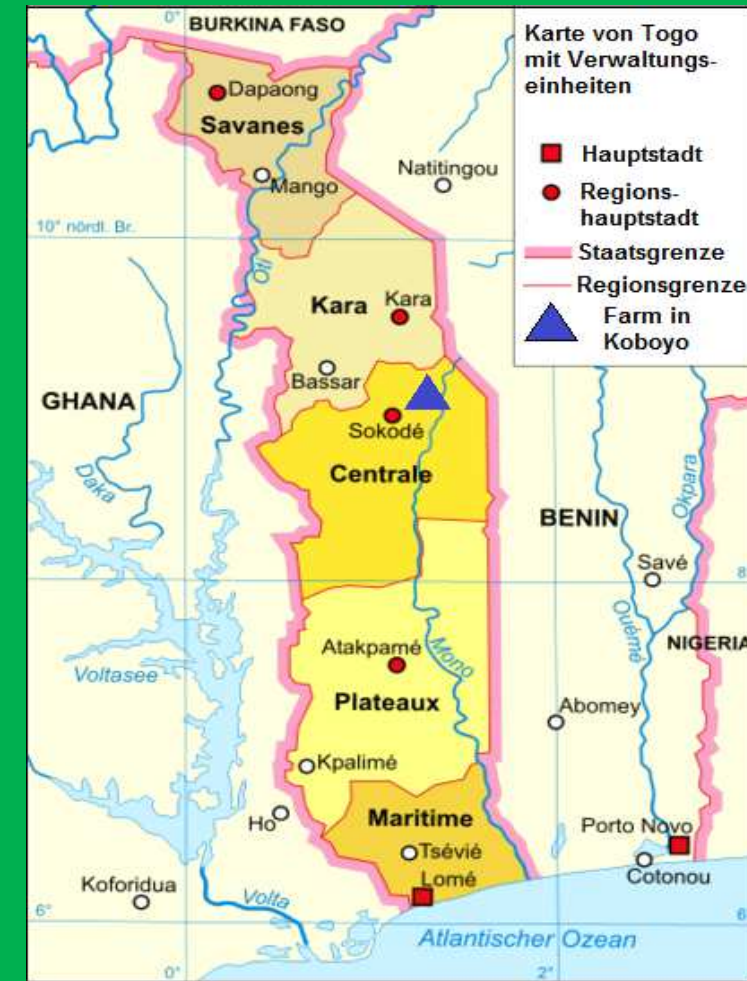 0°
BURKINA FASO
Karte von Togo
mit Verwaltungs-
einheiten
Hauptstadt
Regions-
hauptstadt
Staatsgrenze
Regionsgrenze
Farm in
Koboyo
Dapaong
Savanes
Mango
Natitingou
10° nördl. Br.
Oti
Kara
Kara
Bassar
GHANA
Sokodé
Centrale
Daka
BENIN
Okpara
Savé
8
Ouémé
NIGERIA
Mono
Atakpamé
Voltasee
Plateaux
Abomey
Kpalimé
Ho
Maritime
Tsévié
Porto Novo
Cotonou
Lomé
Koforidua
Volta
6°
6
Atlantischer Ozean
0°
2°